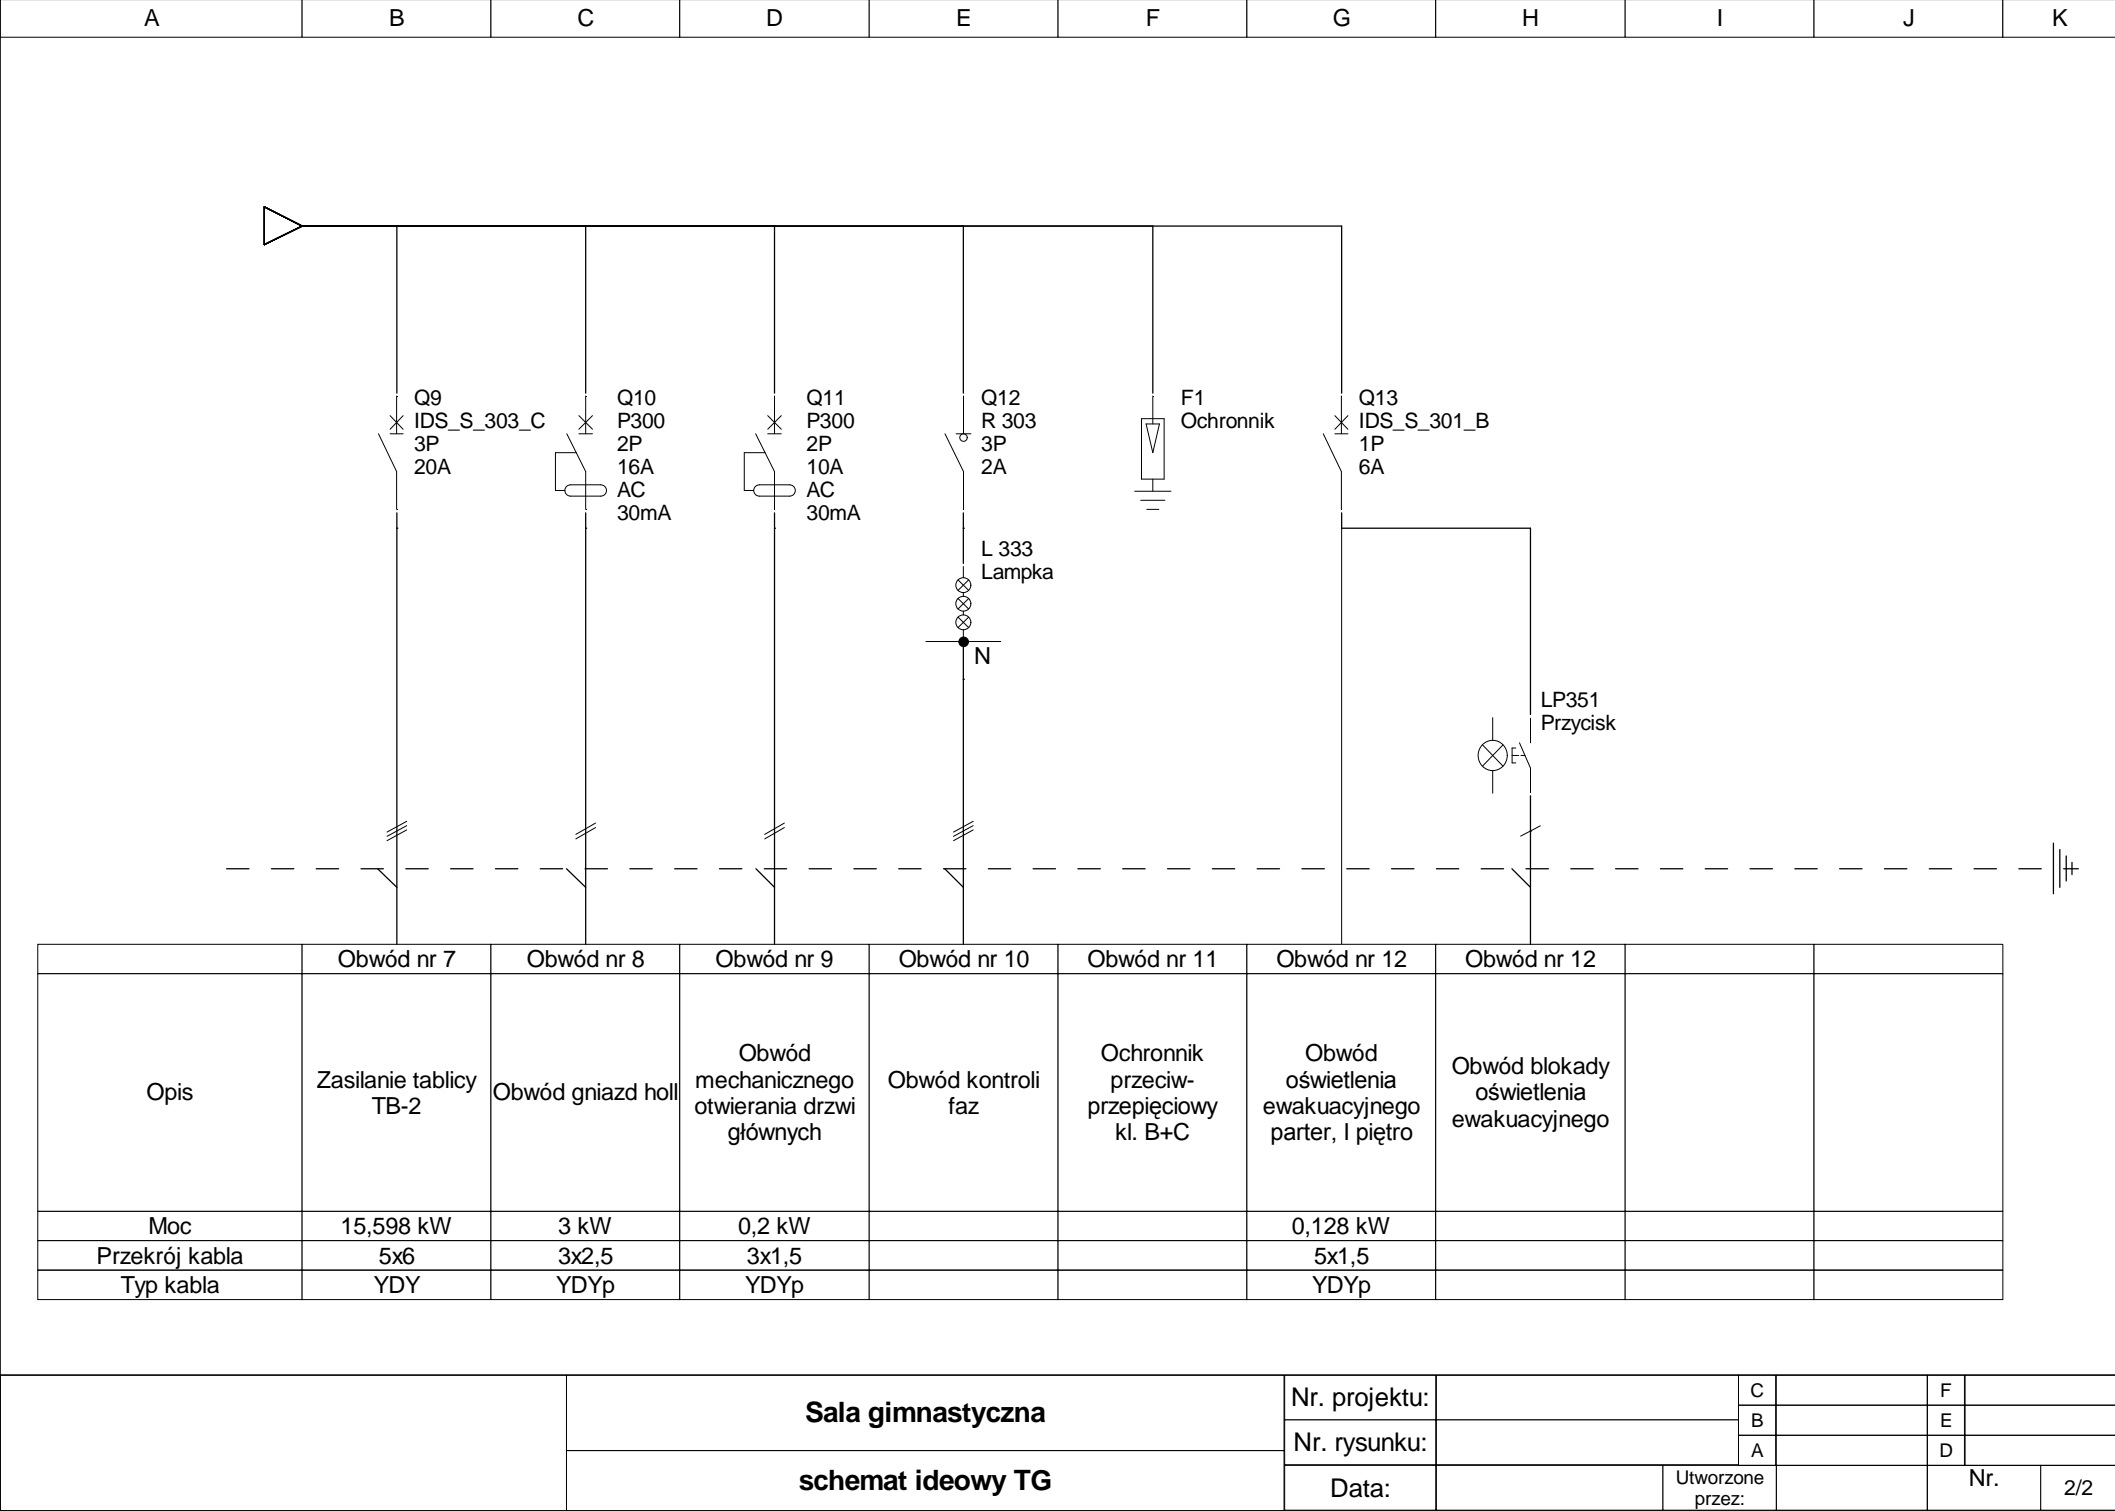 A B C D E F G H I J K
Q9
IDS_S_303_C
3P
20A
Q10
P300
2P
16A
AC
30mA
Q11
P300
2P
10A
AC
30mA
Q12
R 303
3P
2A
F1
Ochronnik
Q13
IDS_S_301_B
1P
6A
L 333
Lampka
N
LP351
Przycisk
Obwód nr 7 Obwód nr 8 Obwód nr 9 Obwód nr 10 Obwód nr 11 Obwód nr 12 Obwód nr 12
Opis
Zasilanie tablicy
TB-2
Obwód gniazd holl
Obwód
mechanicznego
otwierania drzwi
głównych
Obwód kontroli
faz
Ochronnik
przeciw-
przepięciowy
kl. B+C
Obwód
oświetlenia
ewakuacyjnego
parter, I piętro
Obwód blokady
oświetlenia
ewakuacyjnego
Moc 15,598 kW 3 kW 0,2 kW 0,128 kW
Przekrój kabla 5x6 3x2,5 3x1,5 5x1,5
Typ kabla YDY YDYp YDYp YDYp
Sala gimnastyczna
schemat ideowy TG
Nr. projektu:
Nr. rysunku:
Data:
C F
B E
A D
Utworzone
przez:
Nr. 2/2